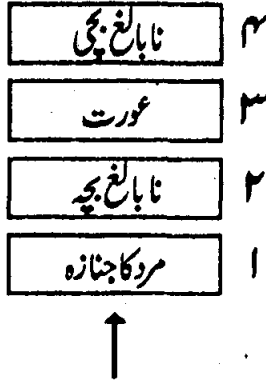 نابالغ بچی ۴
عورت ۳
نابالغ بچہ ۲
مرد کا جنازہ ۱